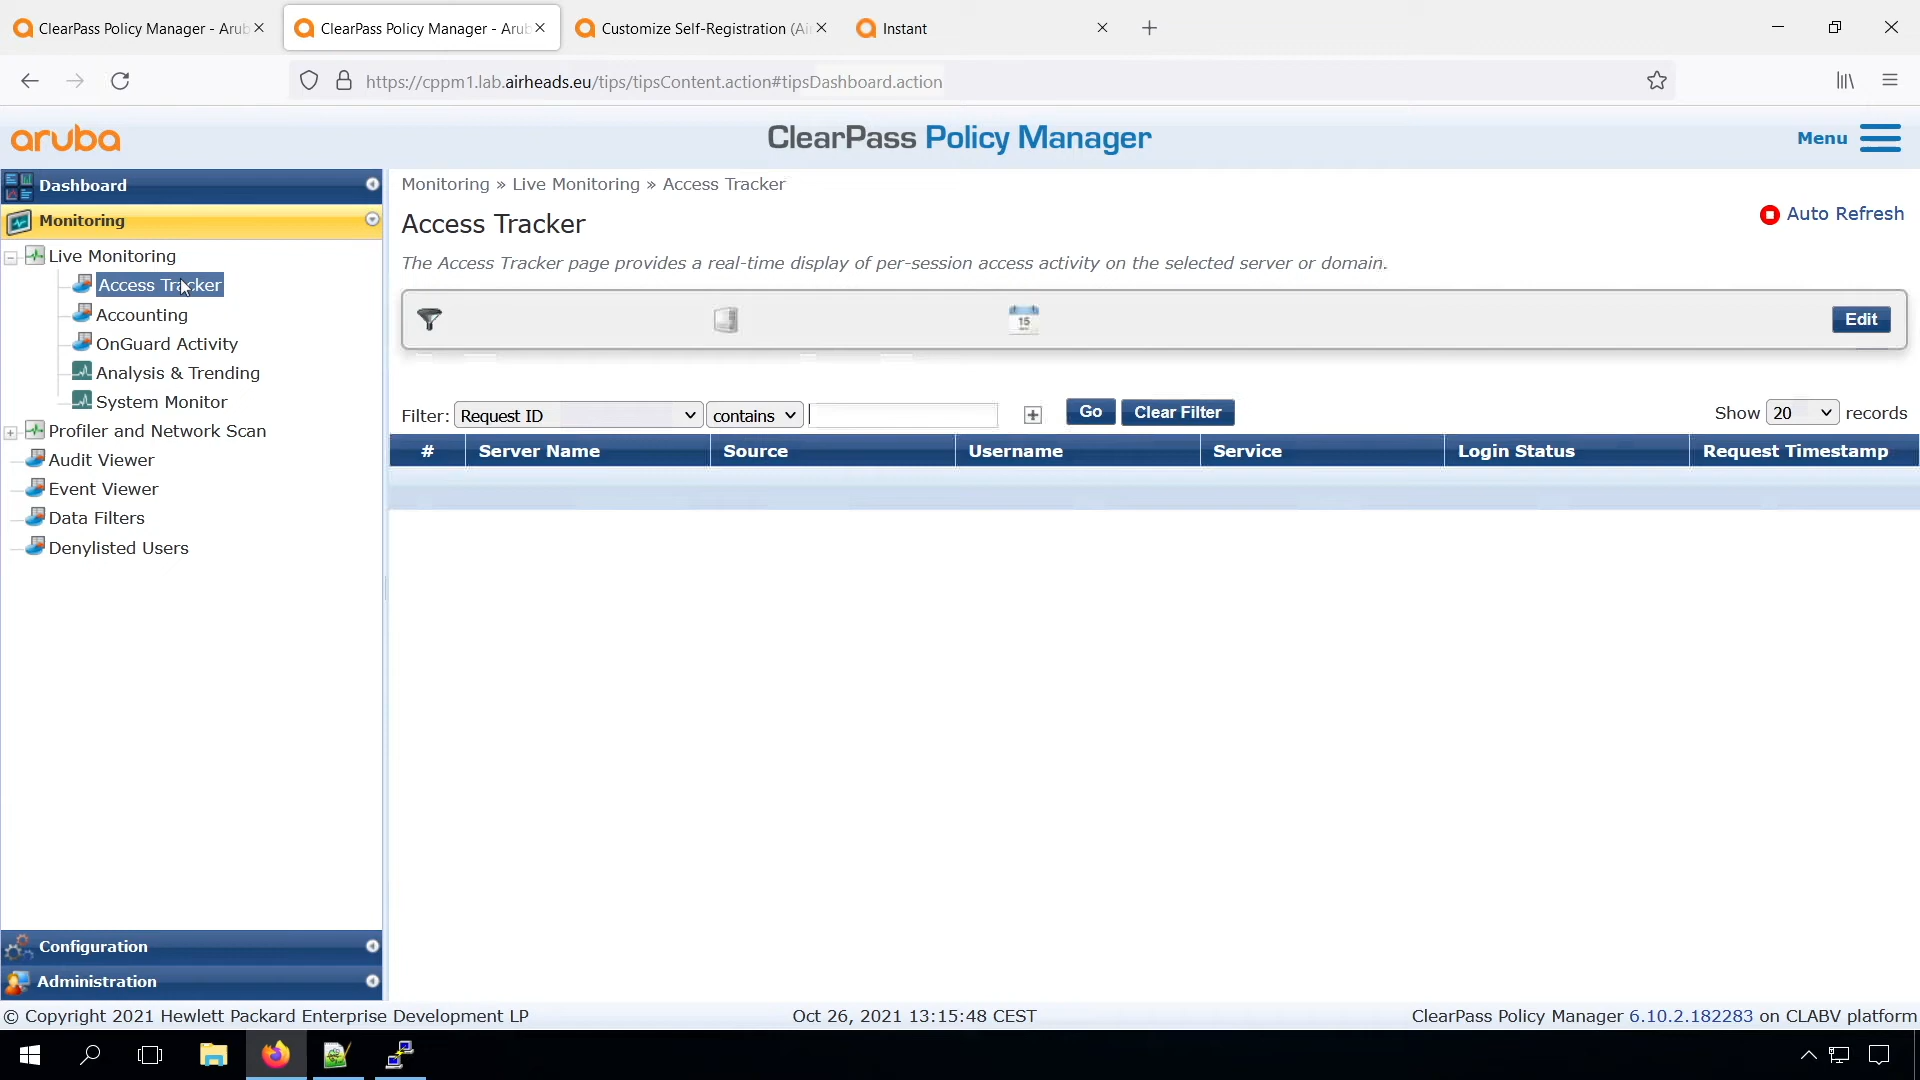 ClearPass Policy Manager - Arub
ClearPass Policy Manager - Arub
Customize Self-Registration (Ai
Instant
https://cppm1.lab.airheads.eu/tips/tipsContent.action#tipsDashboard.action
aruba
ClearPass Policy Manager
Menu
Dashboard
Monitoring
Live Monitoring
Access Tracker
Accounting
OnGuard Activity
Analysis & Trending
System Monitor
Profiler and Network Scan
Audit Viewer
Event Viewer
Data Filters
Denylisted Users
Configuration
Administration
Monitoring » Live Monitoring » Access Tracker
Access Tracker
Auto Refresh
The Access Tracker page provides a real-time display of per-session access activity on the selected server or domain.
15
Edit
Filter: Request ID contains Go Clear Filter Show 20 records
# Server Name Source Username Service Login Status Request Timestamp
© Copyright 2021 Hewlett Packard Enterprise Development LP Oct 26, 2021 13:15:48 CEST ClearPass Policy Manager 6.10.2.182283 on CLABV platform